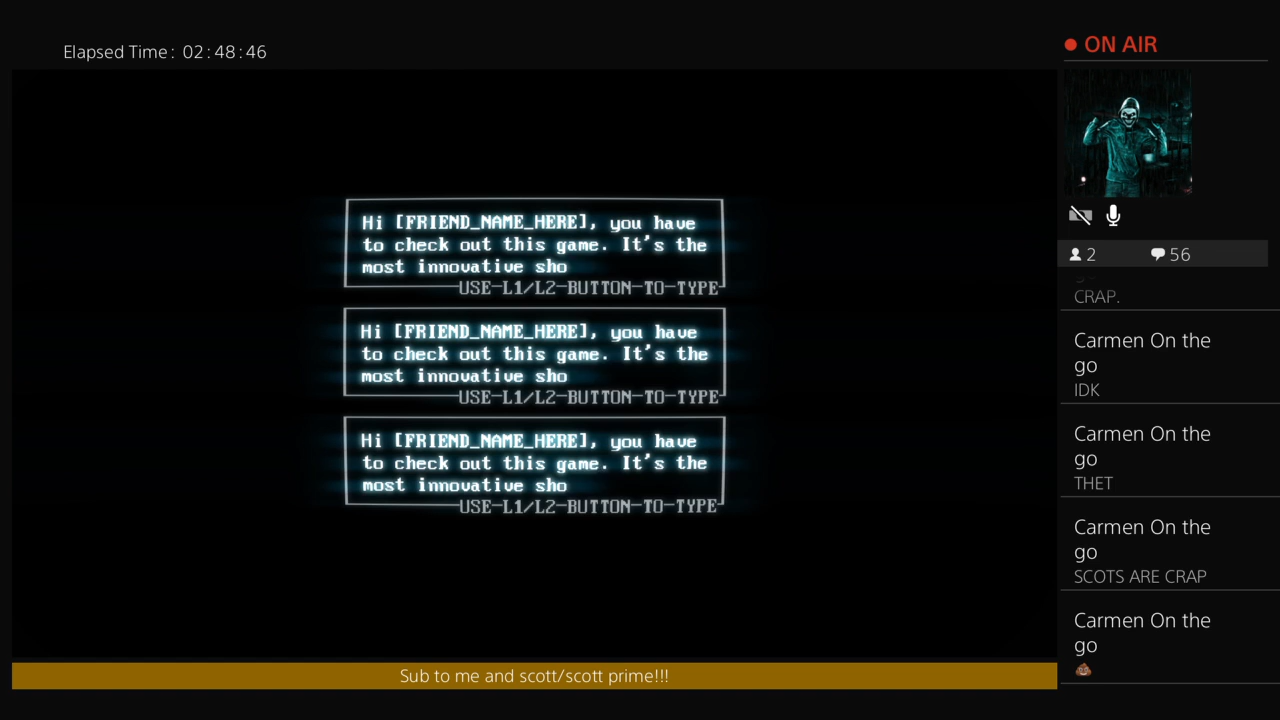 Elapsed Time: 02:48:46
ON AIR
Hi [FRIEND_NAME_HERE], you have
to check out this game. It's the
most innovative sho
USE-L1/L2-BUTTON-TO-TYPE
Hi [FRIEND_NAME_HERE], you have
to check out this game. It's the
most innovative sho
USE-L1/L2-BUTTON-TO-TYPE
Hi [FRIEND_NAME_HERE], you have
to check out this game. It's the
most innovative sho
USE-L1/L2-BUTTON-TO-TYPE
2
56
CRAP.
Carmen On the
go
IDK
Carmen On the
go
THET
Carmen On the
go
SCOTS ARE CRAP
Carmen On the
go
💩
Sub to me and scott/scott prime!!!